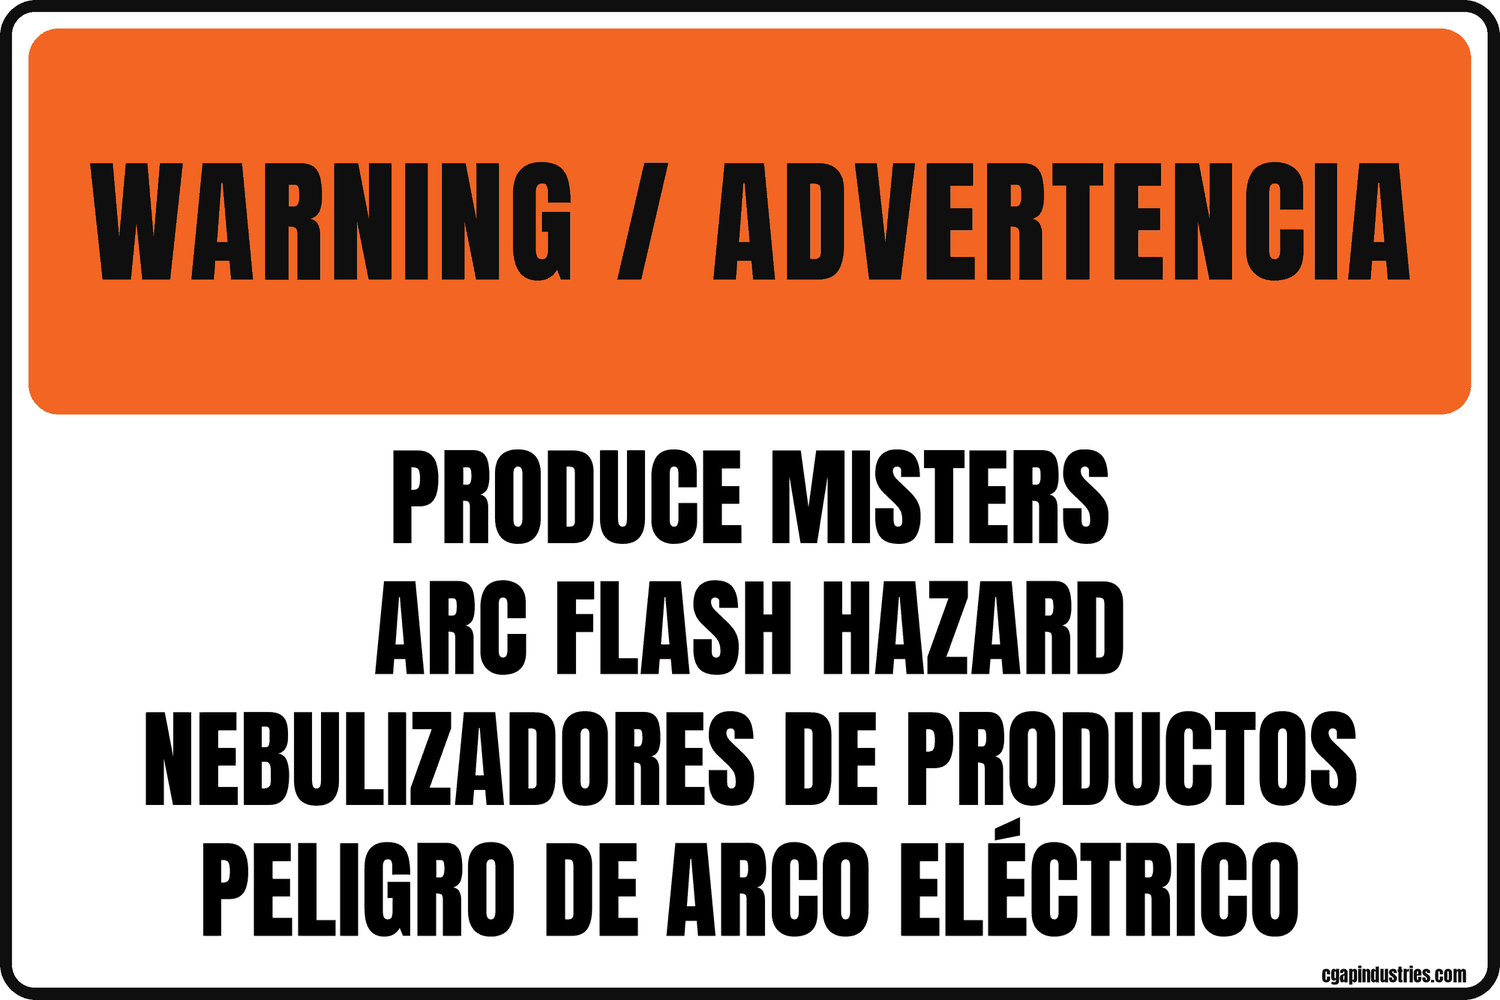 WARNING / ADVERTENCIA
PRODUCE MISTERS
ARC FLASH HAZARD
NEBULIZADORES DE PRODUCTOS
PELIGRO DE ARCO ELÉCTRICO
cgapindustries.com